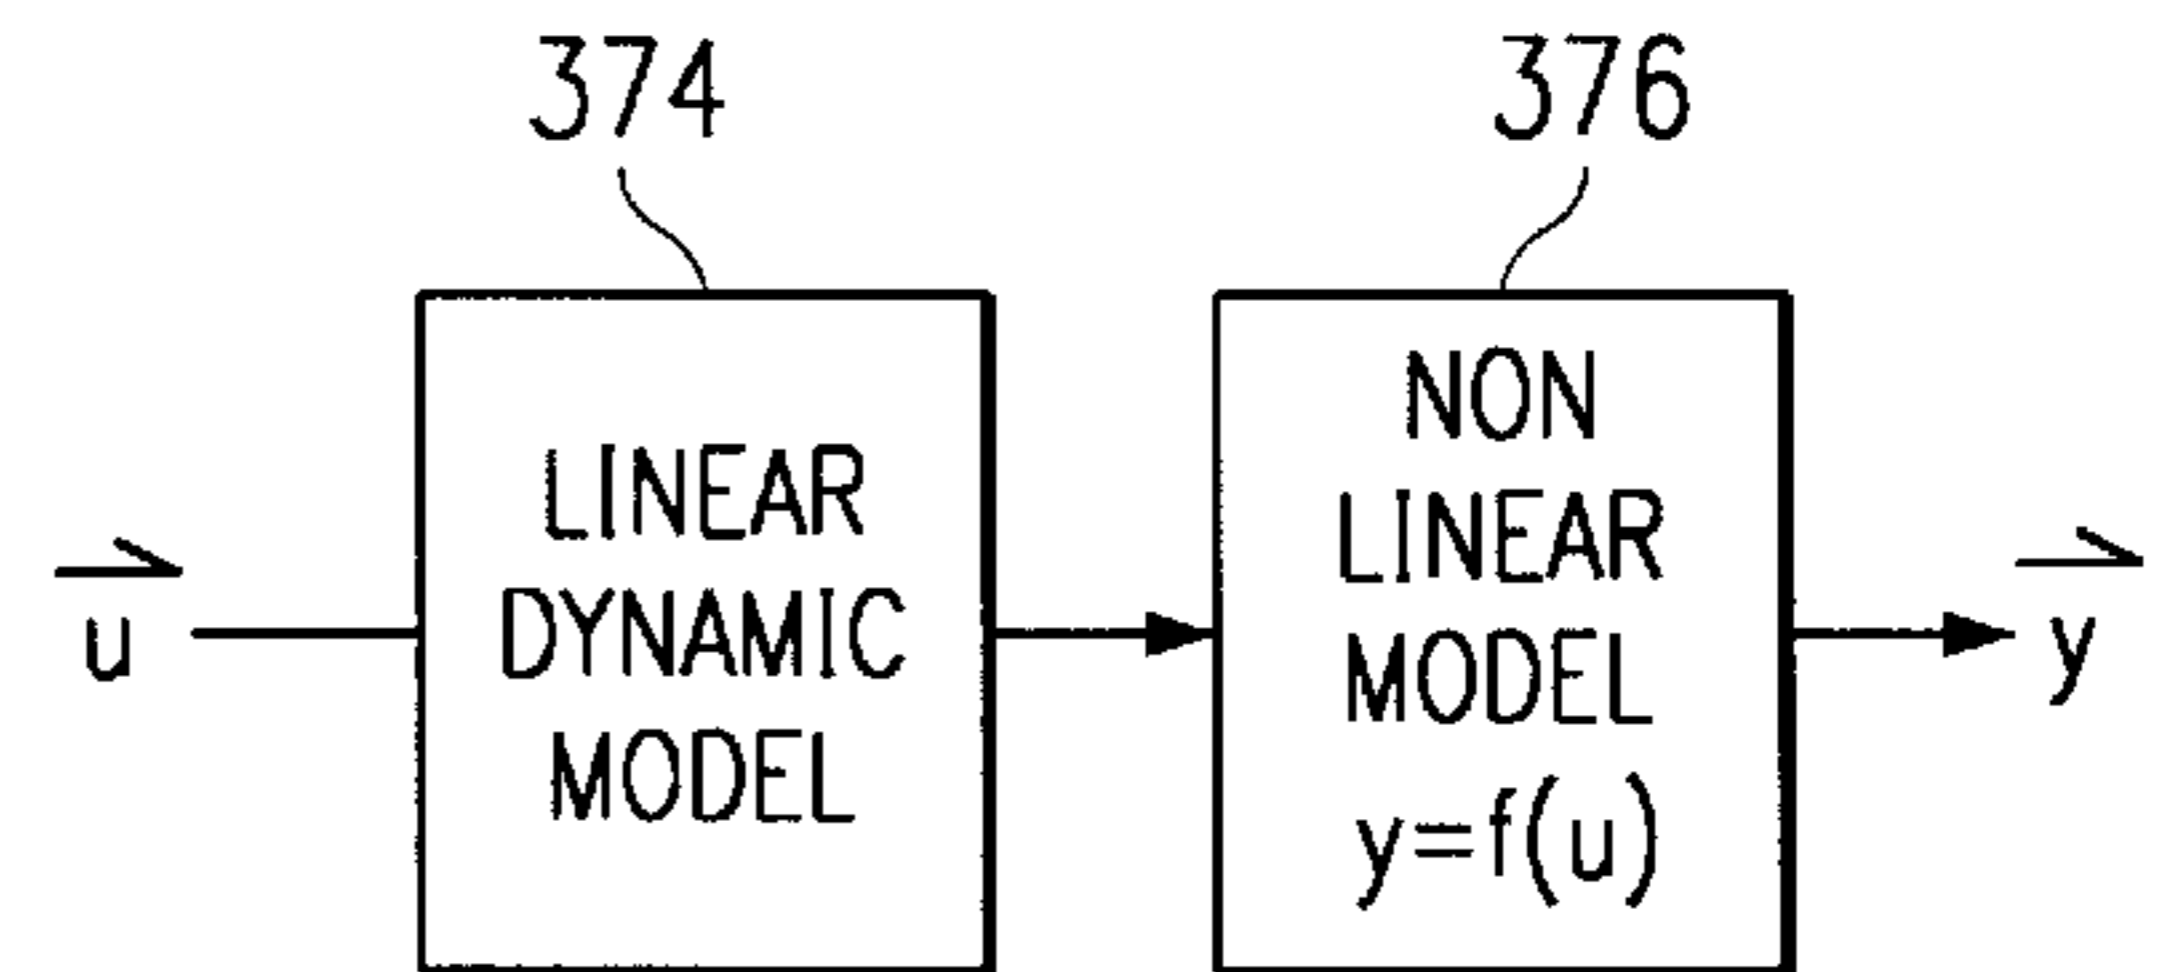 374
376
LINEAR
DYNAMIC
MODEL
NON
LINEAR
MODEL
y=f(u)
u
y